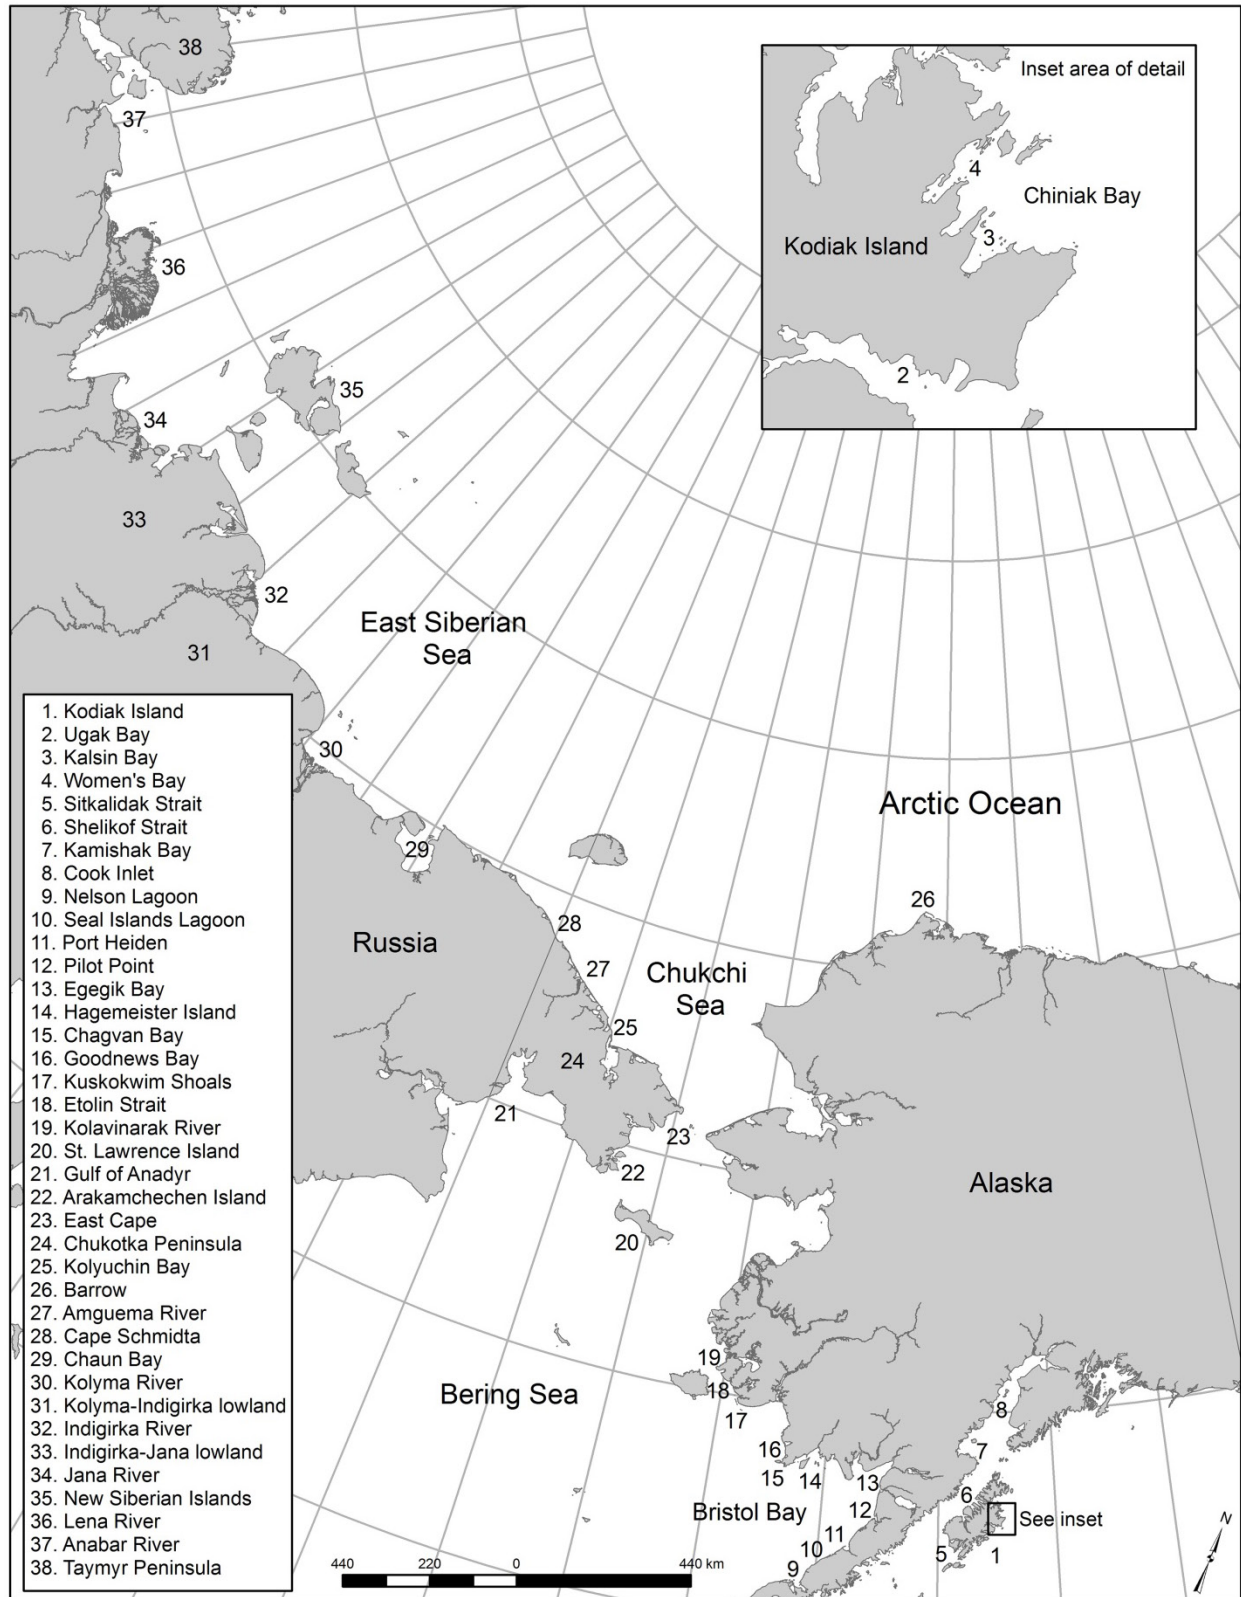 38
37
36
35
34
33
32
31
30
29
28
27
26
25
24
23
22
21
20
19
18
17
16
15
14
13
12
11
10
9
8
7
6
5
1
East Siberian
Sea
Arctic Ocean
Russia
Chukchi
Sea
Alaska
Bering Sea
Bristol Bay
See inset
N
440 220 0 440 km
Inset area of detail
4
Chiniak Bay
3
Kodiak Island
2
1. Kodiak Island
2. Ugak Bay
3. Kalsin Bay
4. Women's Bay
5. Sitkalidak Strait
6. Shelikof Strait
7. Kamishak Bay
8. Cook Inlet
9. Nelson Lagoon
10. Seal Islands Lagoon
11. Port Heiden
12. Pilot Point
13. Egegik Bay
14. Hagemeister Island
15. Chagvan Bay
16. Goodnews Bay
17. Kuskokwim Shoals
18. Etolin Strait
19. Kolavinarak River
20. St. Lawrence Island
21. Gulf of Anadyr
22. Arakamchechen Island
23. East Cape
24. Chukotka Peninsula
25. Kolyuchin Bay
26. Barrow
27. Amguema River
28. Cape Schmidta
29. Chaun Bay
30. Kolyma River
31. Kolyma-Indigirka lowland
32. Indigirka River
33. Indigirka-Jana lowland
34. Jana River
35. New Siberian Islands
36. Lena River
37. Anabar River
38. Taymyr Peninsula